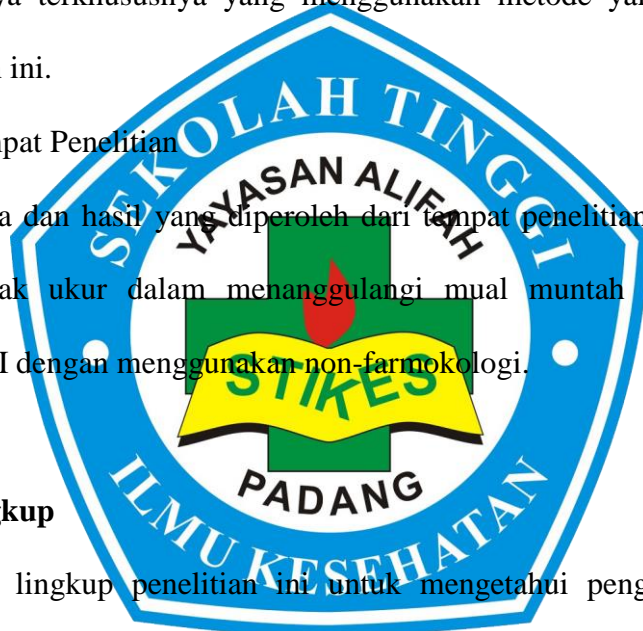 ya terkhususnya yang menggunakan metode ya
ini.
pat Penelitian
a dan hasil yang diperoleh dari tempat penelitian
ak ukur dalam menanggulangi mual muntah
I dengan menggunakan non-farmokologi.
gkup
lingkup penelitian ini untuk mengetahui peng
SEKOLAH TINGGI
YAYASAN ALIFAH
STIKES
PADANG
ILMU KESEHATAN